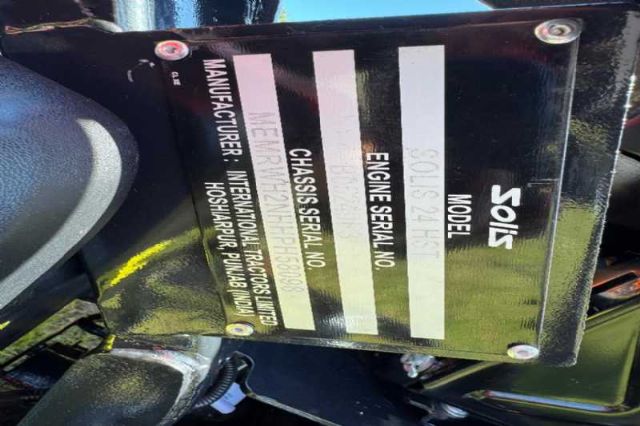 SOLIS
MODEL
SOLIS 24 HST
ENGINE SERIAL NO.
CHASSIS SERIAL NO.
MANUFACTURER: INTERNATIONAL TRACTORS LIMITED
HOSHIARPUR, PUNJAB (INDIA)